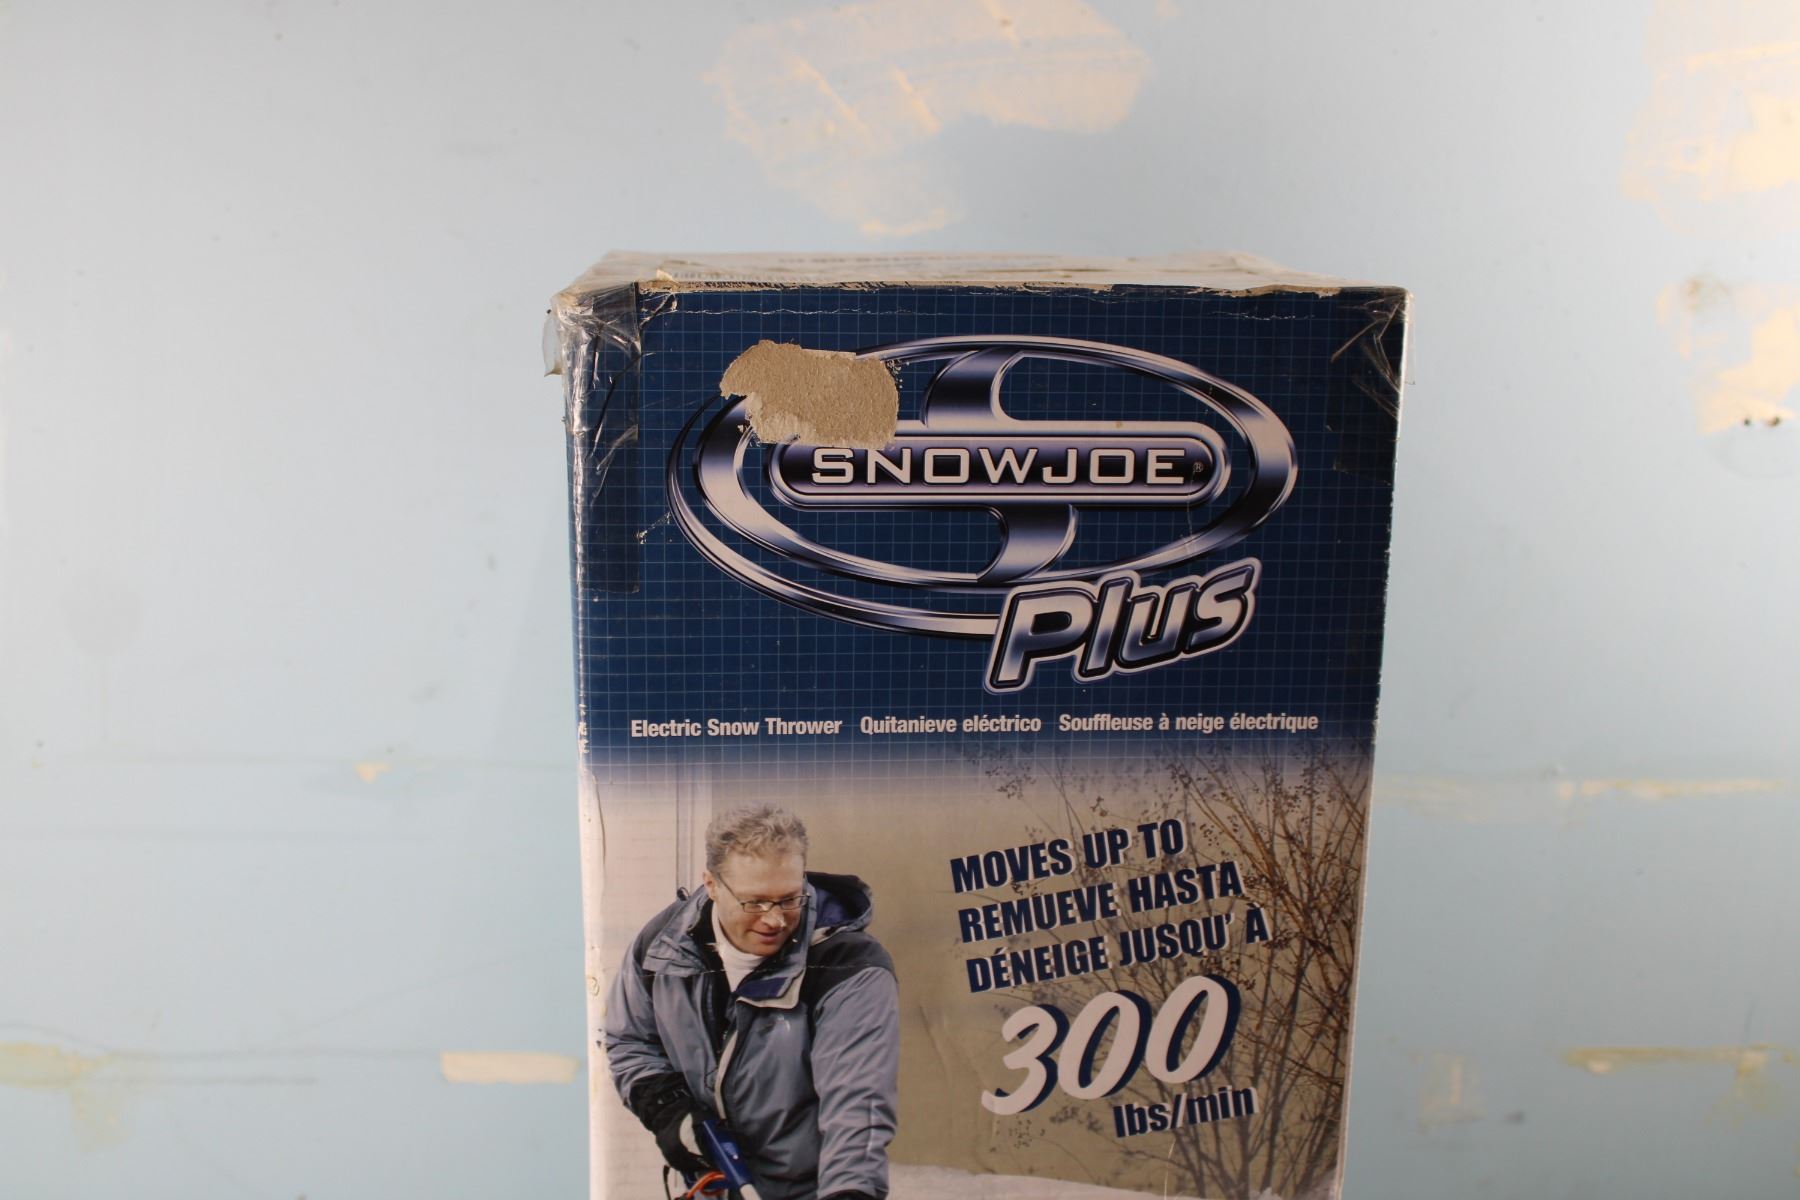 SNOWJOE®
Plus
Electric Snow Thrower Quitanieve eléctrico Souffleuse à neige électrique
MOVES UP TO
REMUEVE HASTA
DÉNEIGE JUSQU' À
300
lbs/min